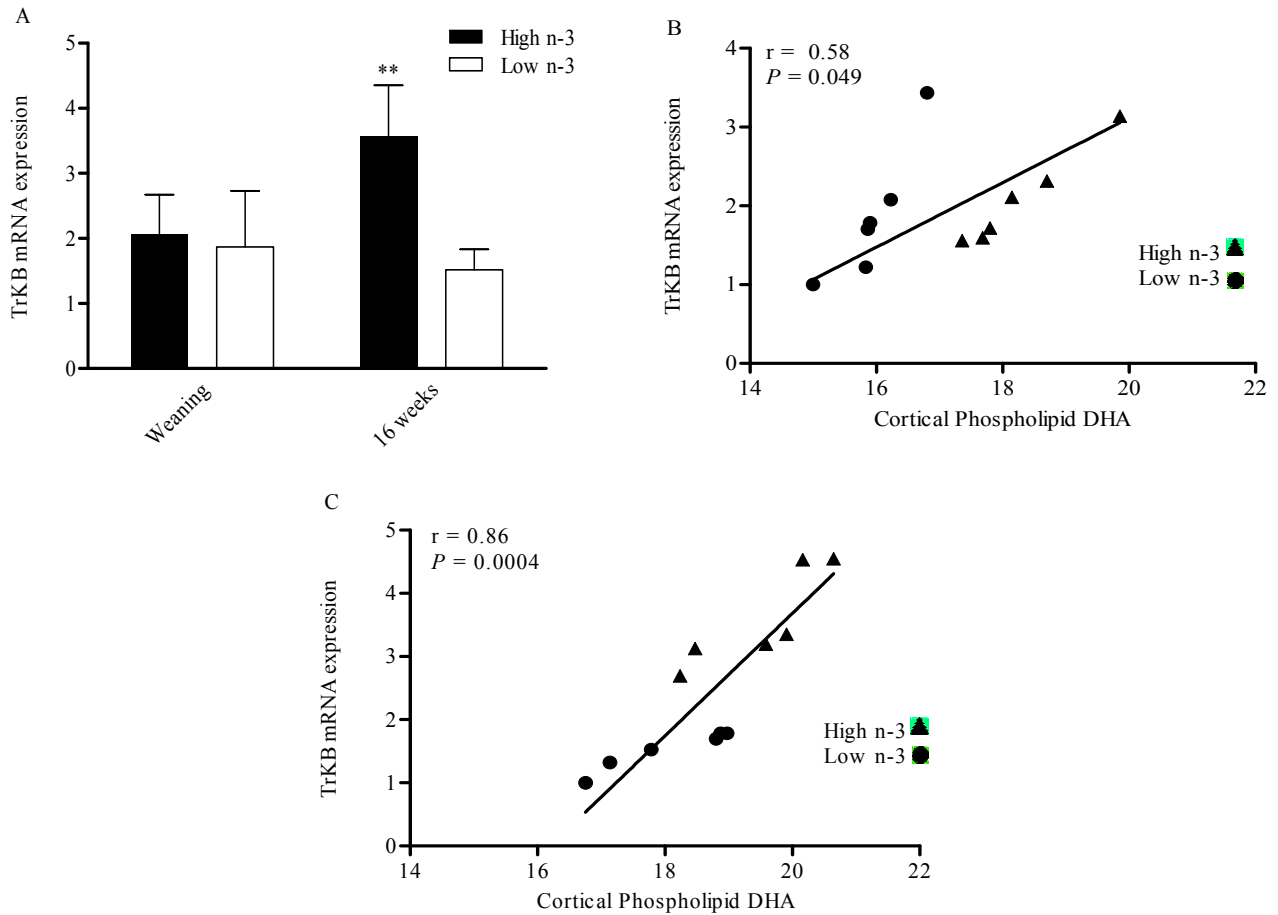 A
5
4
3
2
1
0
TrKB mRNA expression
**
High n-3
Low n-3
Weaning
16 weeks
B
r = 0.58
P = 0.049
4
3
2
1
0
TrKB mRNA expression
14 16 18 20 22
Cortical Phospholipid DHA
High n-3
Low n-3
C
r = 0.86
P = 0.0004
5
4
3
2
1
0
TrKB mRNA expression
14 16 18 20 22
Cortical Phospholipid DHA
High n-3
Low n-3